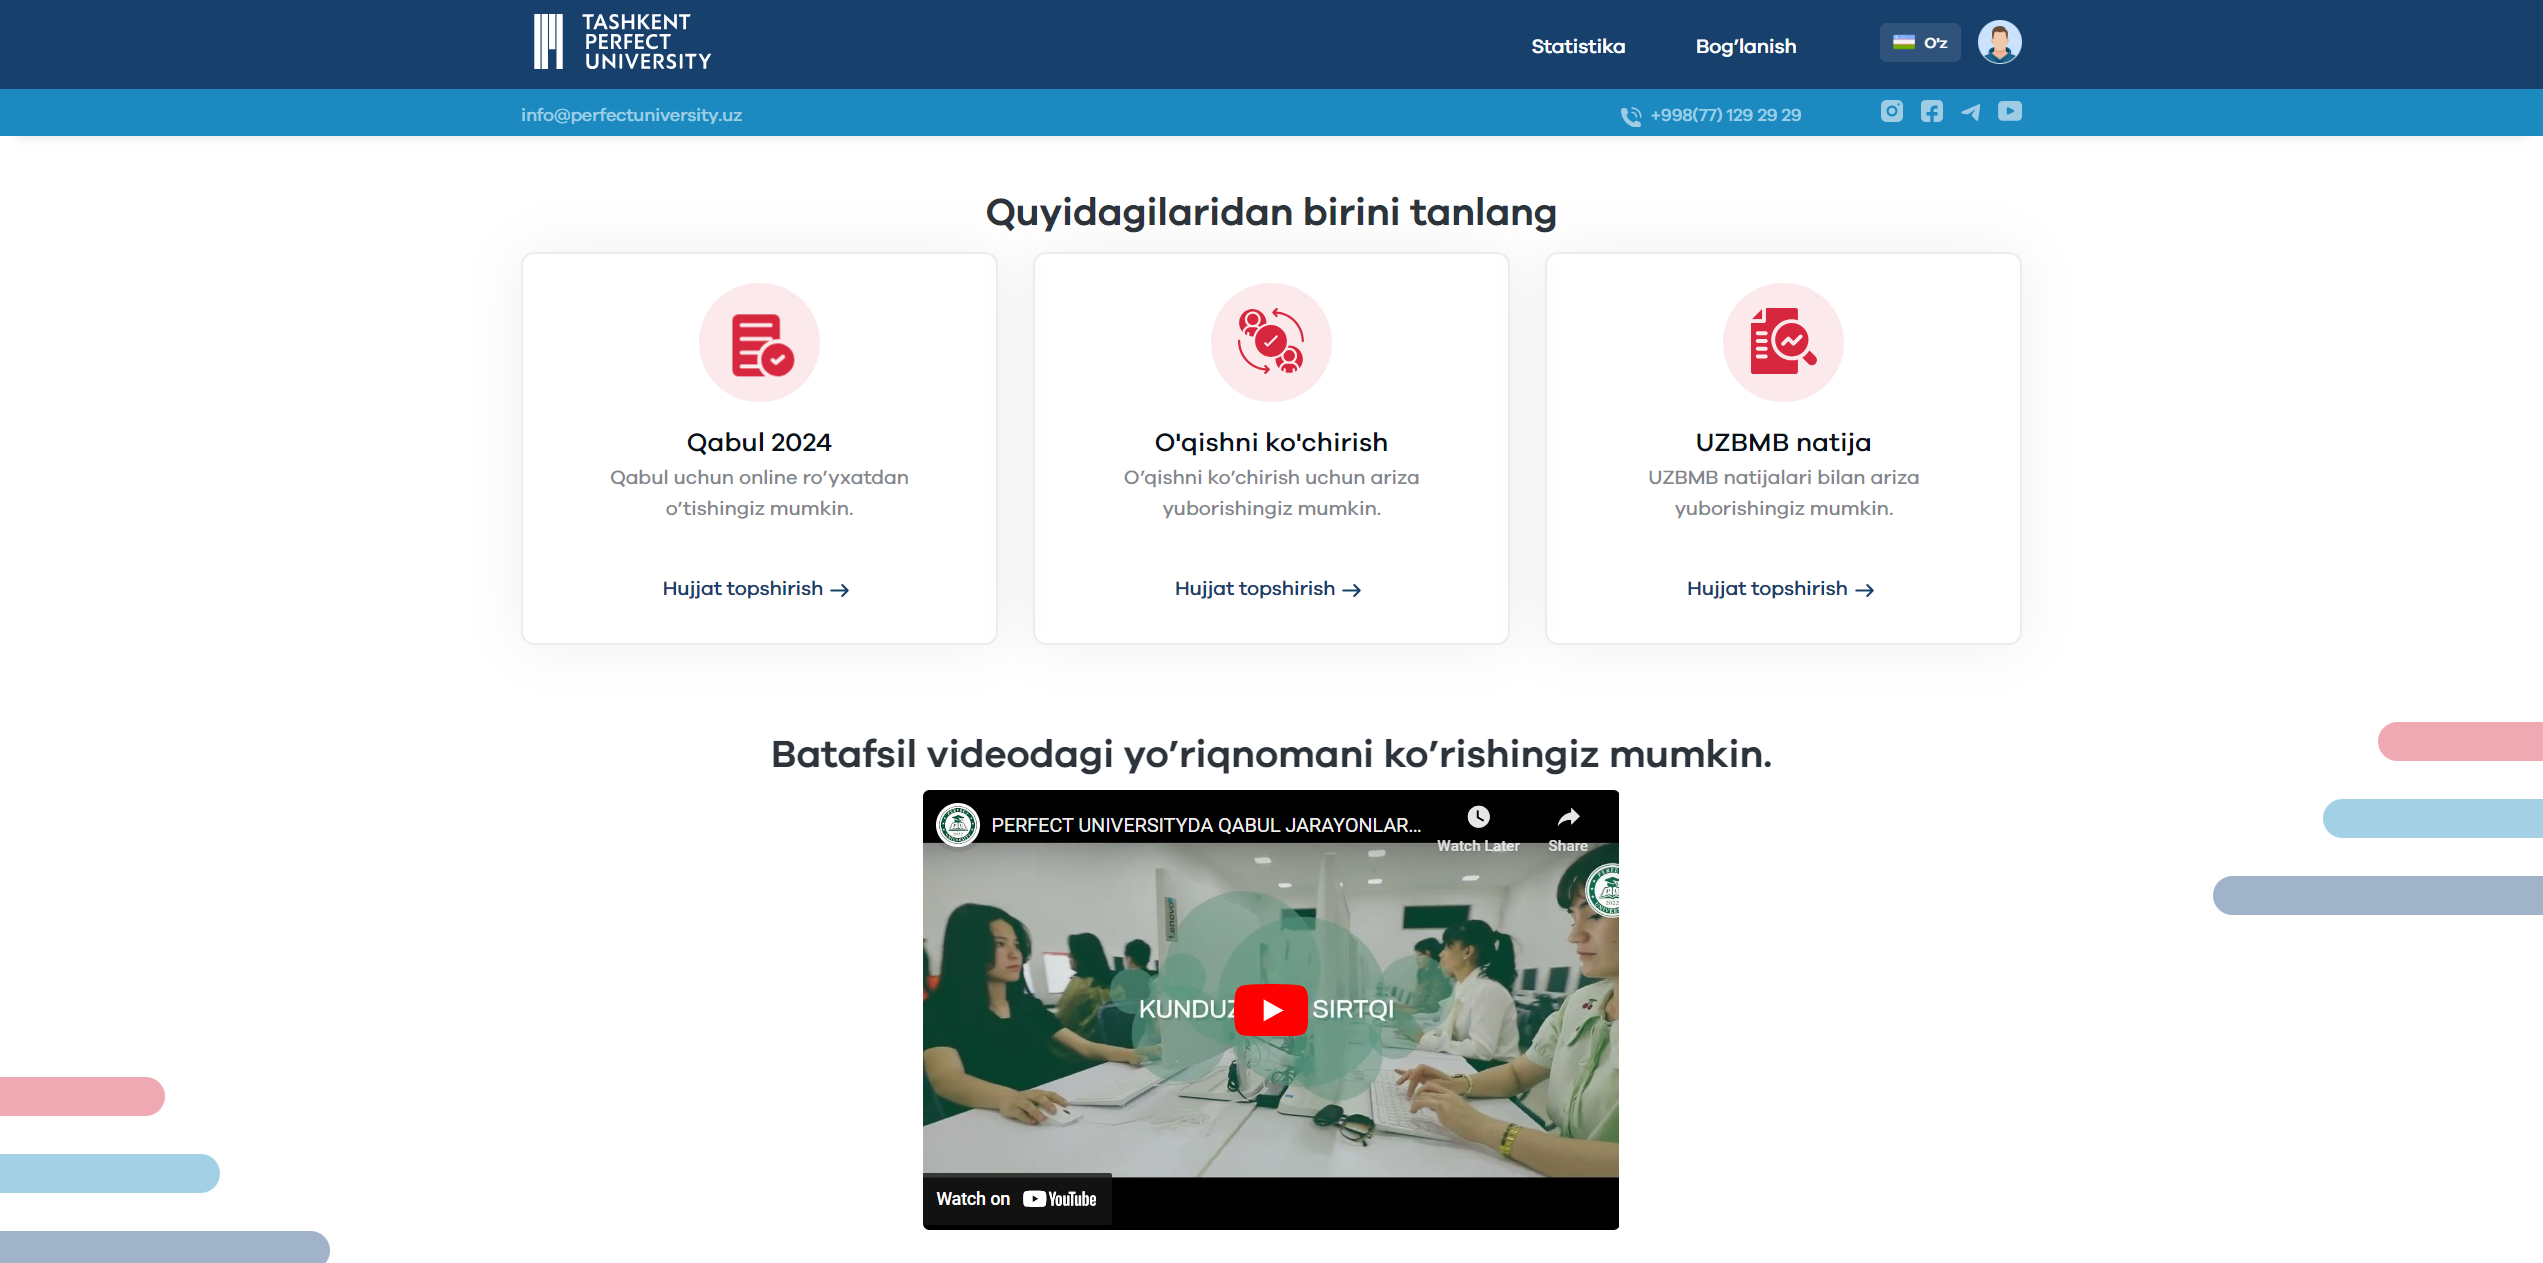 TASHKENT
PERFECT
UNIVERSITY
Statistika
Bog‘lanish
O'z
info@perfectuniversity.uz
+998(77) 129 29 29
Quyidagilaridan birini tanlang
Qabul 2024
Qabul uchun online ro‘yxatdan
o‘tishingiz mumkin.
Hujjat topshirish
O'qishni ko'chirish
O‘qishni ko‘chirish uchun ariza
yuborishingiz mumkin.
Hujjat topshirish
UZBMB natija
UZBMB natijalari bilan ariza
yuborishingiz mumkin.
Hujjat topshirish
Batafsil videodagi yo‘riqnomani ko‘rishingiz mumkin.
PERFECT UNIVERSITYDA QABUL JARAYONLAR...
Watch Later
Share
Lenovo
SIRTQI
Watch on YouTube